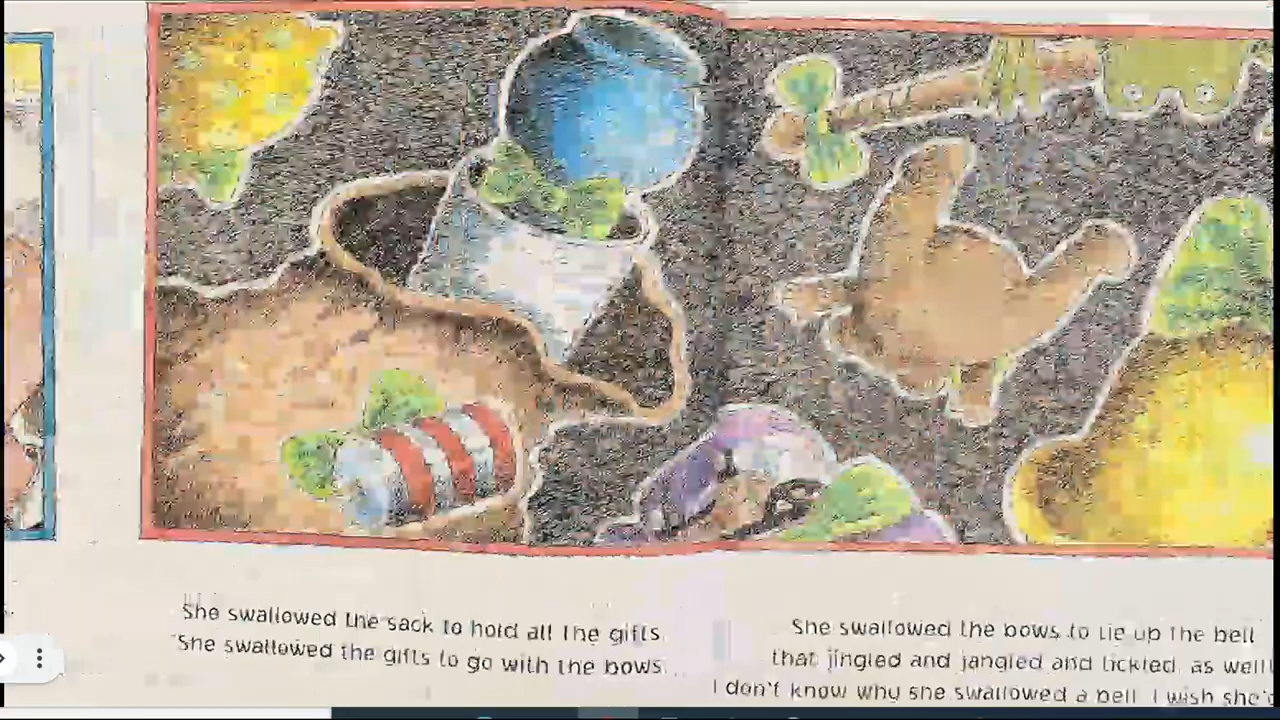 She swallowed the sack to hold all the gifts.
She swallowed the gifts to go with the bows.
She swallowed the bows to tie up the bell
that jingled and jangled and tickled as well!
I don't know why she swallowed a bell. I wish she'd